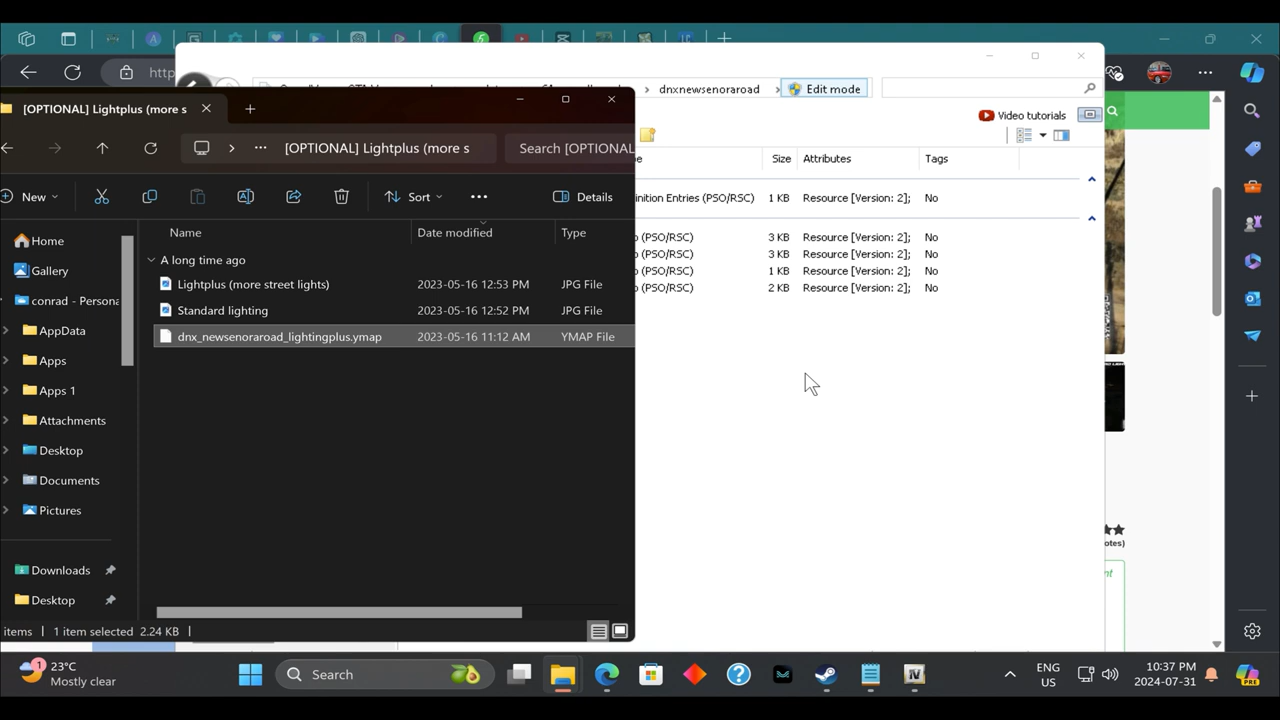 http
dnxnewsenoraroad > Edit mode
[OPTIONAL] Lightplus (more s
Video tutorials
[OPTIONAL] Lightplus (more s
Search [OPTIONAL
Size Attributes Tags
New
Sort
Details
inition Entries (PSO/RSC) 1 KB Resource [Version: 2]; No
Name Date modified Type
Home
(PSO/RSC) 3 KB Resource [Version: 2]; No
(PSO/RSC) 3 KB Resource [Version: 2]; No
(PSO/RSC) 1 KB Resource [Version: 2]; No
(PSO/RSC) 2 KB Resource [Version: 2]; No
A long time ago
Gallery
Lightplus (more street lights) 2023-05-16 12:53 PM JPG File
conrad - Persona
Standard lighting 2023-05-16 12:52 PM JPG File
AppData
dnx_newsenoraroad_lightingplus.ymap 2023-05-16 11:12 AM YMAP File
Apps
Apps 1
Attachments
Desktop
Documents
Pictures
otes)
Downloads
nt
Desktop
items 1 item selected 2.24 KB
1
23°C
Mostly clear
Search
ENG
US
10:37 PM
2024-07-31
PRE